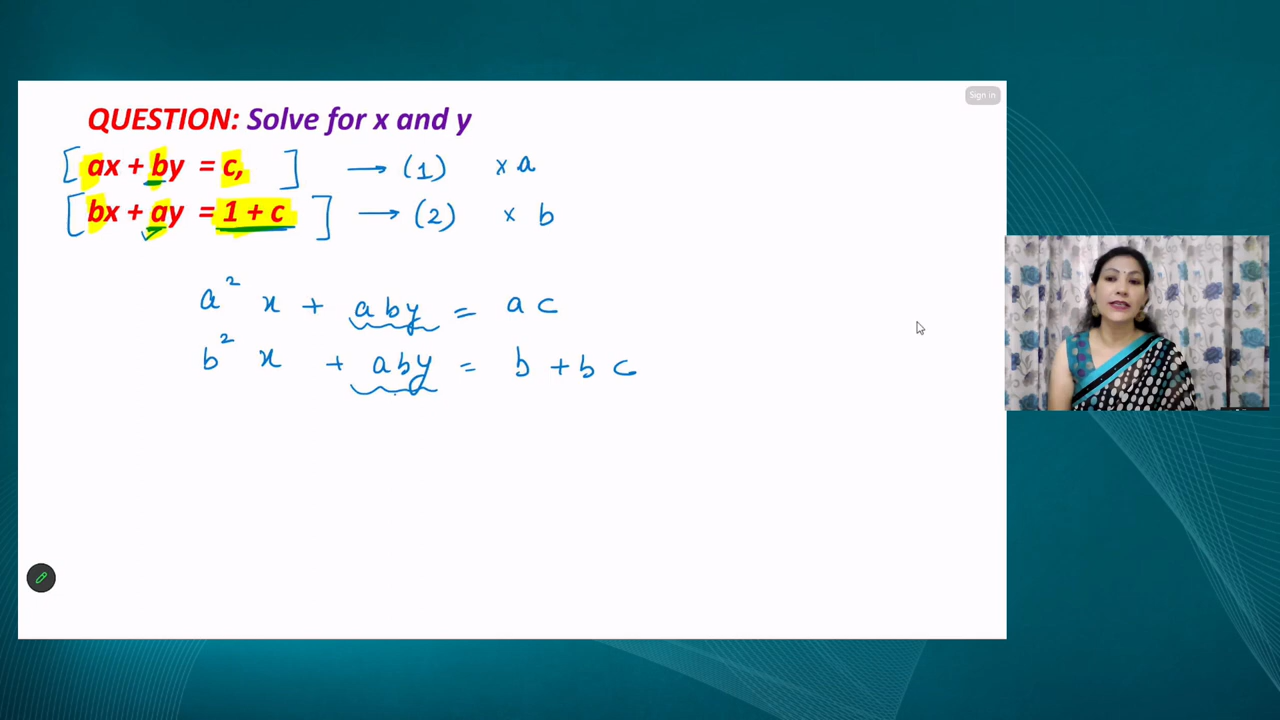 Sign in
QUESTION: Solve for x and y
[ax + by = c, ] → (1) × a
[bx + ay = 1 + c ] → (2) × b
a² x + aby = ac
b² x + aby = b + bc